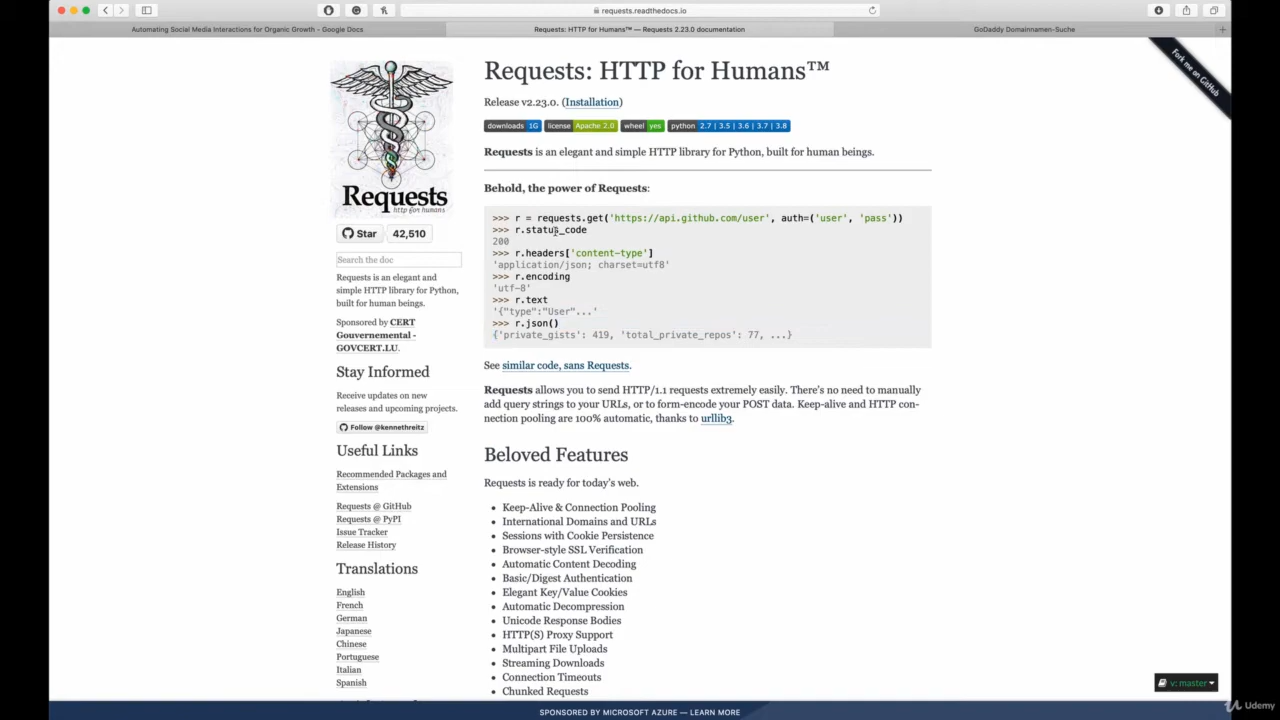 requests.readthedocs.io
Automating Social Media Interactions for Organic Growth - Google Docs
Requests: HTTP for Humans™ — Requests 2.23.0 documentation
GoDaddy Domainnamen-Suche
Fork me on GitHub
Requests
http for humans
Star
42,510
Search the doc
Requests is an elegant and
simple HTTP library for Python,
built for human beings.
Sponsored by CERT
Gouvernemental -
GOVCERT.LU.
Stay Informed
Receive updates on new
releases and upcoming projects.
Follow @kennethreitz
Useful Links
Recommended Packages and
Extensions
Requests @ GitHub
Requests @ PyPI
Issue Tracker
Release History
Translations
English
French
German
Japanese
Chinese
Portuguese
Italian
Spanish
Requests: HTTP for Humans™
Release v2.23.0. (Installation)
downloads 1G license Apache 2.0 wheel yes python 2.7 | 3.5 | 3.6 | 3.7 | 3.8
Requests is an elegant and simple HTTP library for Python, built for human beings.
Behold, the power of Requests:
>>> r = requests.get('https://api.github.com/user', auth=('user', 'pass'))
>>> r.status_code
200
>>> r.headers['content-type']
'application/json; charset=utf8'
>>> r.encoding
'utf-8'
>>> r.text
'{"type":"User"...'
>>> r.json()
{'private_gists': 419, 'total_private_repos': 77, ...}
See similar code, sans Requests.
Requests allows you to send HTTP/1.1 requests extremely easily. There's no need to manually
add query strings to your URLs, or to form-encode your POST data. Keep-alive and HTTP con-
nection pooling are 100% automatic, thanks to urllib3.
Beloved Features
Requests is ready for today's web.
• Keep-Alive & Connection Pooling
• International Domains and URLs
• Sessions with Cookie Persistence
• Browser-style SSL Verification
• Automatic Content Decoding
• Basic/Digest Authentication
• Elegant Key/Value Cookies
• Automatic Decompression
• Unicode Response Bodies
• HTTP(S) Proxy Support
• Multipart File Uploads
• Streaming Downloads
• Connection Timeouts
• Chunked Requests
v: master
SPONSORED BY MICROSOFT AZURE — LEARN MORE
Udemy